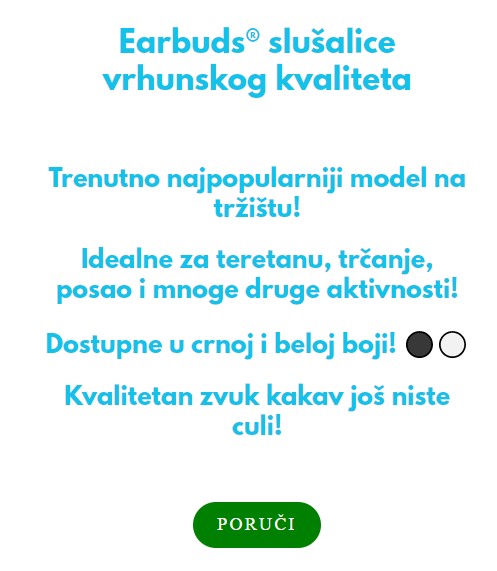 Earbuds® slušalice
vrhunskog kvaliteta
Trenutno najpopularniji model na
tržištu!
Idealne za teretanu, trčanje,
posao i mnoge druge aktivnosti!
Dostupne u crnoj i beloj boji!
Kvalitetan zvuk kakav još niste
culi!
PORUČI